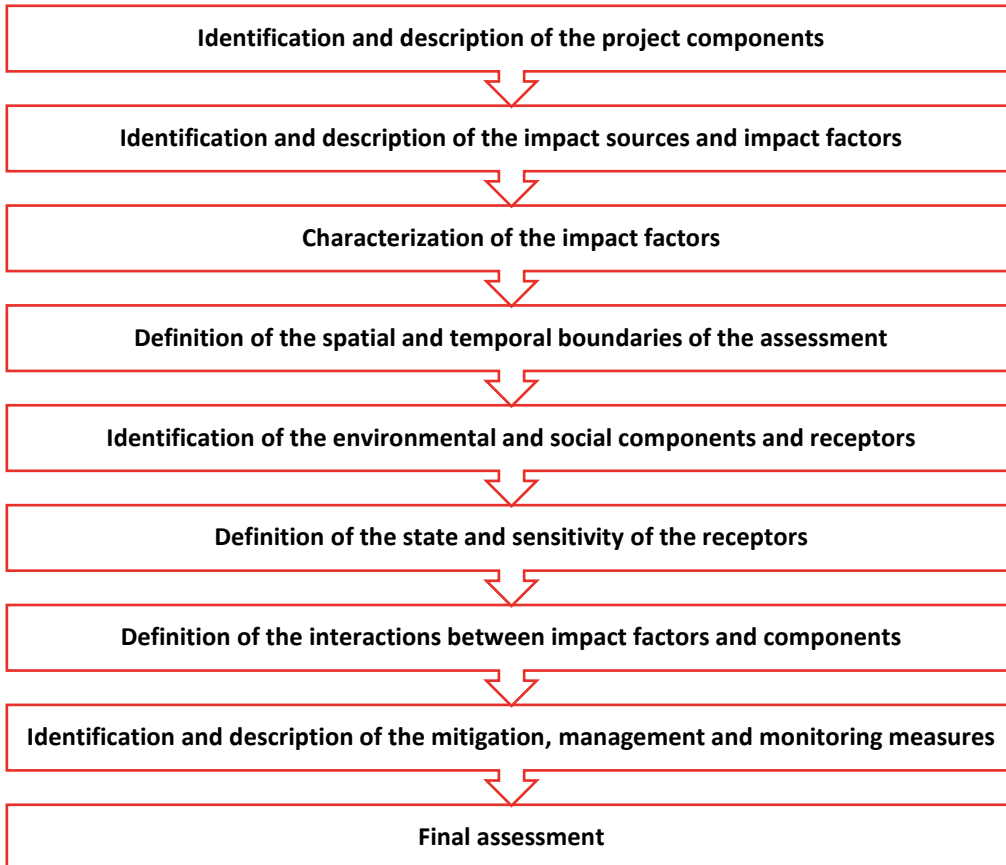 Identification and description of the project components
Identification and description of the impact sources and impact factors
Characterization of the impact factors
Definition of the spatial and temporal boundaries of the assessment
Identification of the environmental and social components and receptors
Definition of the state and sensitivity of the receptors
Definition of the interactions between impact factors and components
Identification and description of the mitigation, management and monitoring measures
Final assessment